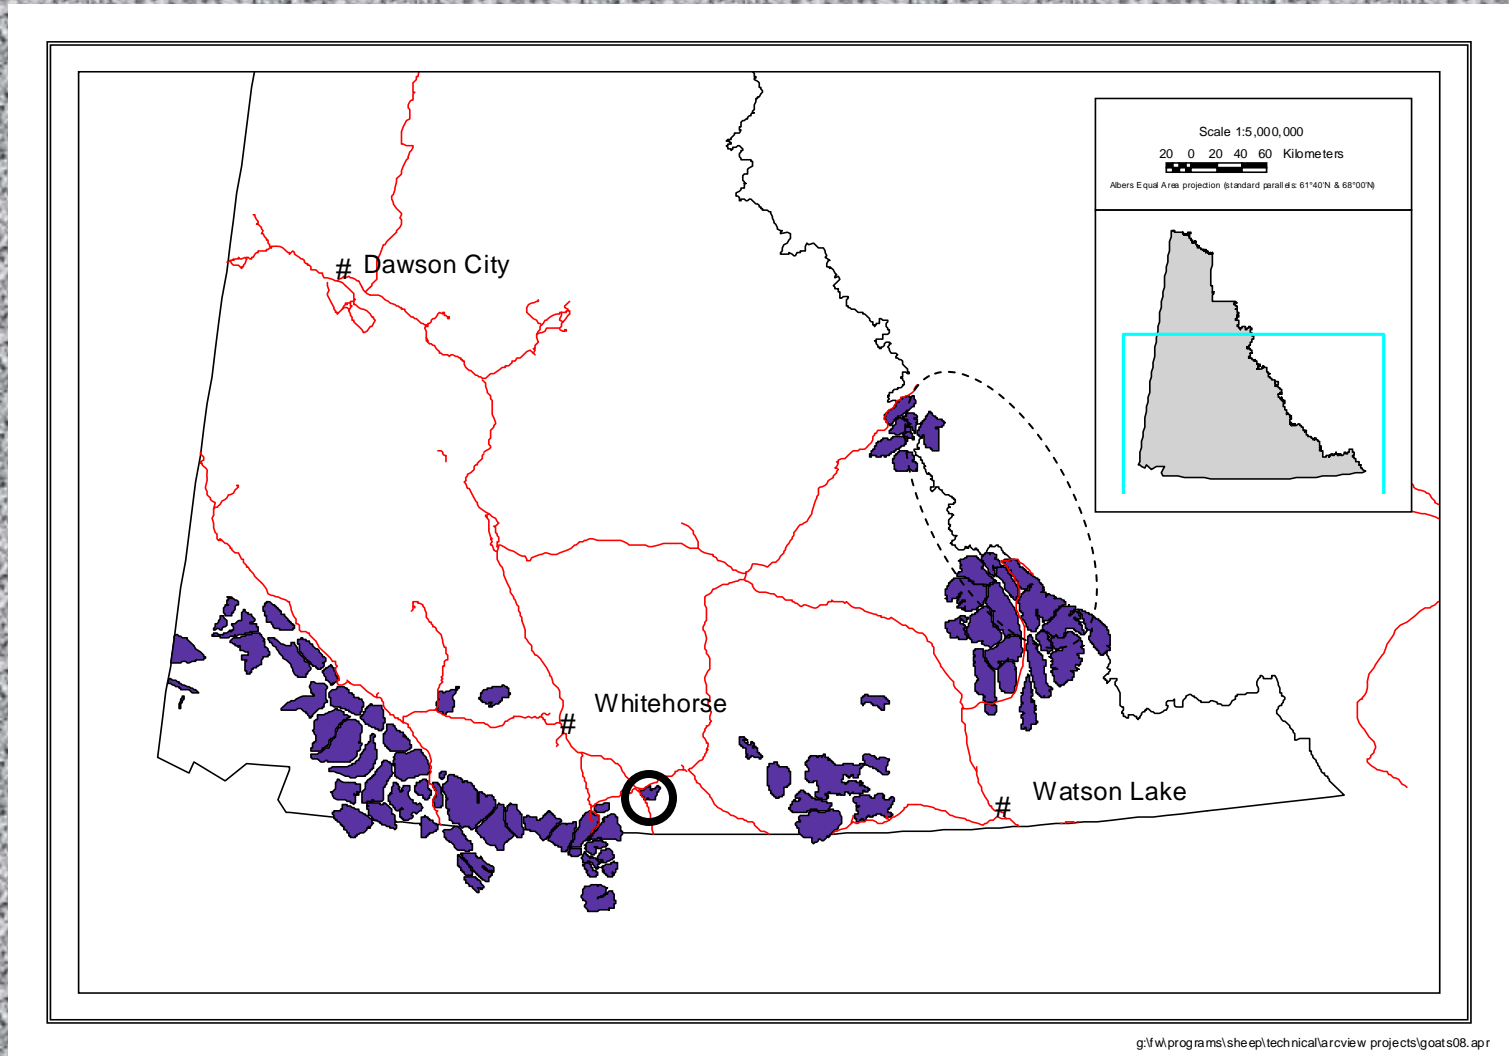 Scale 1:5,000,000
20 0 20 40 60 Kilometers
Albers Equal Area projection (standard parallels: 61°40'N & 68°00'N)
# Dawson City
Whitehorse
#
Watson Lake
#
g:\fw\programs\sheep\technical\arcview projects\goats08.apr